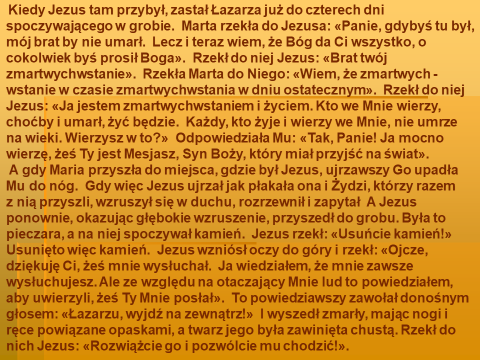 Kiedy Jezus tam przybył, zastał Łazarza już do czterech dni
spoczywającego w grobie.  Marta rzekła do Jezusa: «Panie, gdybyś tu był,
mój brat by nie umarł.  Lecz i teraz wiem, że Bóg da Ci wszystko, o
cokolwiek byś prosił Boga».  Rzekł do niej Jezus: «Brat twój
zmartwychwstanie».  Rzekła Marta do Niego: «Wiem, że zmartwych -
wstanie w czasie zmartwychwstania w dniu ostatecznym».  Rzekł do niej
Jezus: «Ja jestem zmartwychwstaniem i życiem. Kto we Mnie wierzy,
choćby i umarł, żyć będzie.  Każdy, kto żyje i wierzy we Mnie, nie umrze
na wieki. Wierzysz w to?»  Odpowiedziała Mu: «Tak, Panie! Ja mocno
wierzę, żeś Ty jest Mesjasz, Syn Boży, który miał przyjść na świat».
A gdy Maria przyszła do miejsca, gdzie był Jezus, ujrzawszy Go upadła
Mu do nóg.  Gdy więc Jezus ujrzał jak płakała ona i Żydzi, którzy razem
z nią przyszli, wzruszył się w duchu, rozrzewnił i zapytał  A Jezus
ponownie, okazując głębokie wzruszenie, przyszedł do grobu. Była to
pieczara, a na niej spoczywał kamień.  Jezus rzekł: «Usuńcie kamień!»
Usunięto więc kamień.  Jezus wzniósł oczy do góry i rzekł: «Ojcze,
dziękuję Ci, żeś mnie wysłuchał.  Ja wiedziałem, że mnie zawsze
wysłuchujesz. Ale ze względu na otaczający Mnie lud to powiedziałem,
aby uwierzyli, żeś Ty Mnie posłał».  To powiedziawszy zawołał donośnym
głosem: «Łazarzu, wyjdź na zewnątrz!»  I wyszedł zmarły, mając nogi i
ręce powiązane opaskami, a twarz jego była zawinięta chustą. Rzekł do
nich Jezus: «Rozwiążcie go i pozwólcie mu chodzić!».